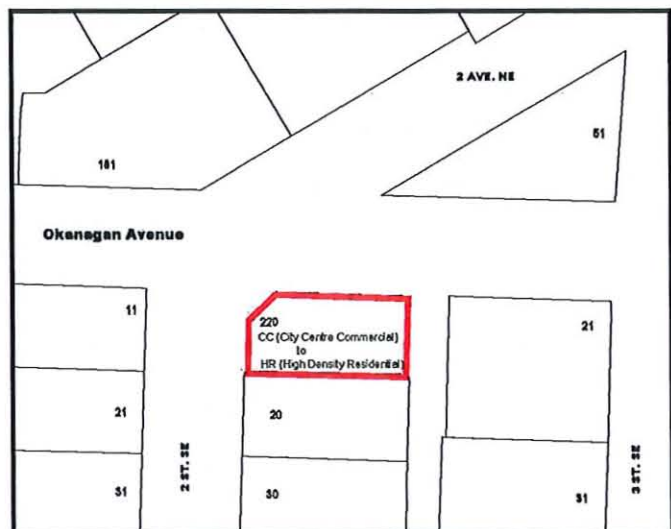 2 AVE. NE
51
181
Okanagan Avenue
11
220
CC (City Centre Commercial)
to
HR (High Density Residential)
21
21
20
2 ST. SE
3 ST. SE
31
30
31